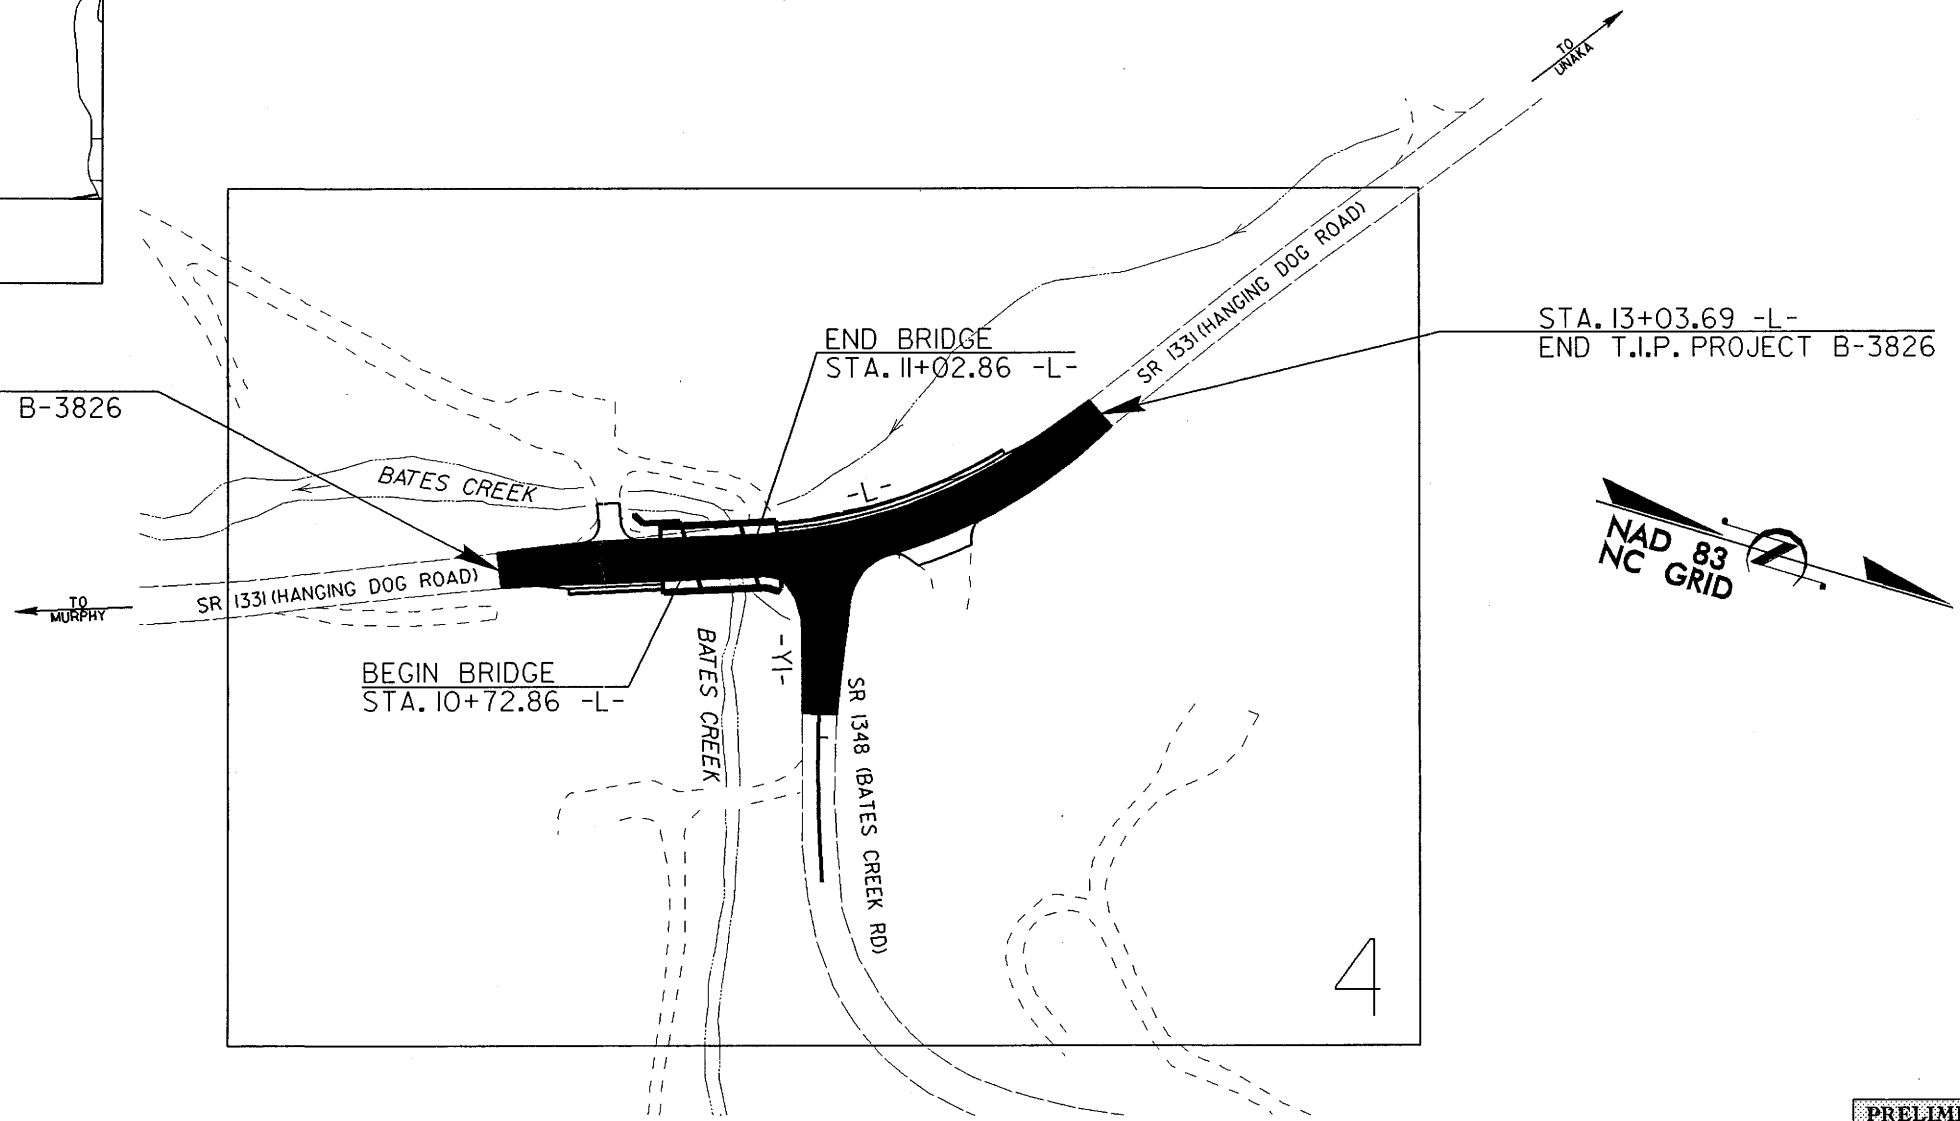 TO
UNAKA
SR 1331 (HANGING DOG ROAD)
STA. 13+03.69 -L-
END T.I.P. PROJECT B-3826
END BRIDGE
STA. 11+02.86 -L-
B-3826
BATES CREEK
-L-
NAD 83
NC GRID
SR 1331 (HANGING DOG ROAD)
TO
MURPHY
BEGIN BRIDGE
STA. 10+72.86 -L-
BATES CREEK
-Y1-
SR 1348 (BATES CREEK RD)
4